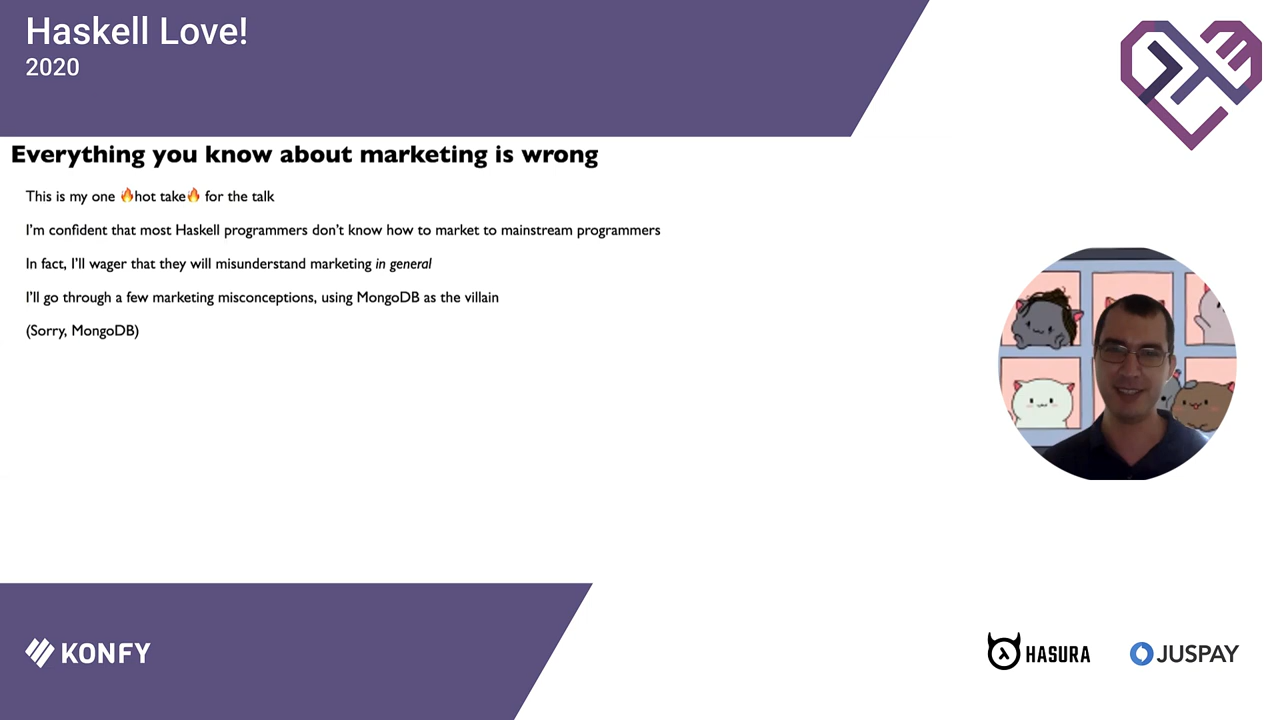 Haskell Love!
2020
Everything you know about marketing is wrong
This is my one 🔥hot take🔥 for the talk
I’m confident that most Haskell programmers don’t know how to market to mainstream programmers
In fact, I’ll wager that they will misunderstand marketing in general
I’ll go through a few marketing misconceptions, using MongoDB as the villain
(Sorry, MongoDB)
KONFY
HASURA
JUSPAY